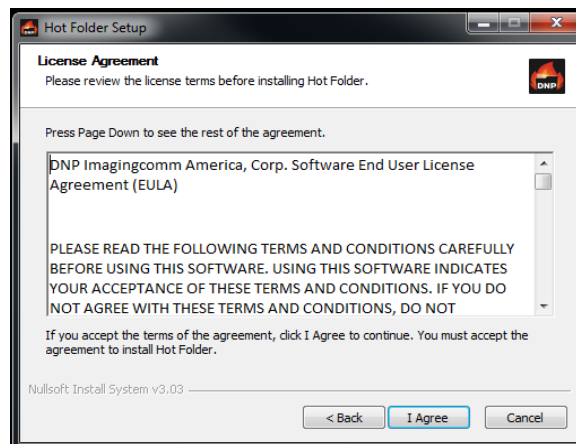 Hot Folder Setup
License Agreement
Please review the license terms before installing Hot Folder.
DNP
Press Page Down to see the rest of the agreement.
DNP Imagingcomm America, Corp. Software End User License
Agreement (EULA)
PLEASE READ THE FOLLOWING TERMS AND CONDITIONS CAREFULLY
BEFORE USING THIS SOFTWARE. USING THIS SOFTWARE INDICATES
YOUR ACCEPTANCE OF THESE TERMS AND CONDITIONS. IF YOU DO
NOT AGREE WITH THESE TERMS AND CONDITIONS, DO NOT
If you accept the terms of the agreement, click I Agree to continue. You must accept the
agreement to install Hot Folder.
Nullsoft Install System v3.03
< Back
I Agree
Cancel